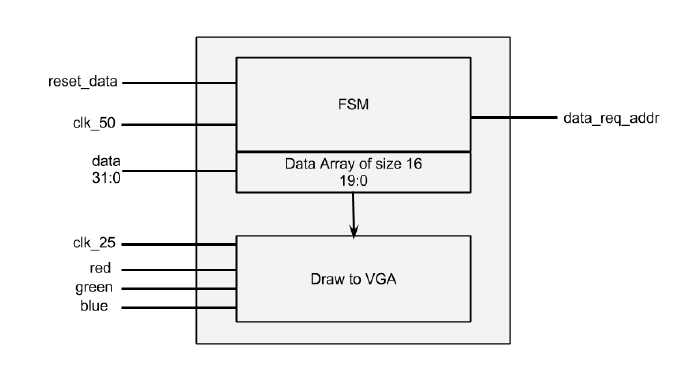 reset_data
FSM
clk_50
data_req_addr
data
31:0
Data Array of size 16
19:0
clk_25
red
green
blue
Draw to VGA